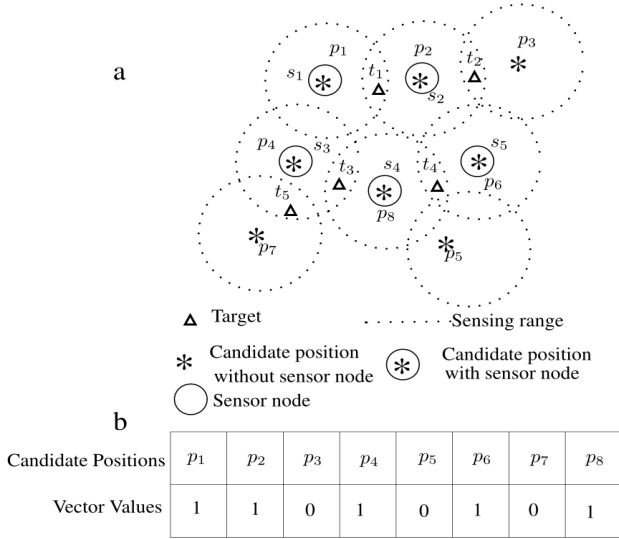 a
p1 p2 p3
s1 t1 t2
s2
p4 s3 s4 s5
t3 t4
t5 p8 p6
p7 p5
Target Sensing range
Candidate position without sensor node
Candidate position with sensor node
Sensor node
b
Candidate Positions p1 p2 p3 p4 p5 p6 p7 p8
Vector Values 1 1 0 1 0 1 0 1